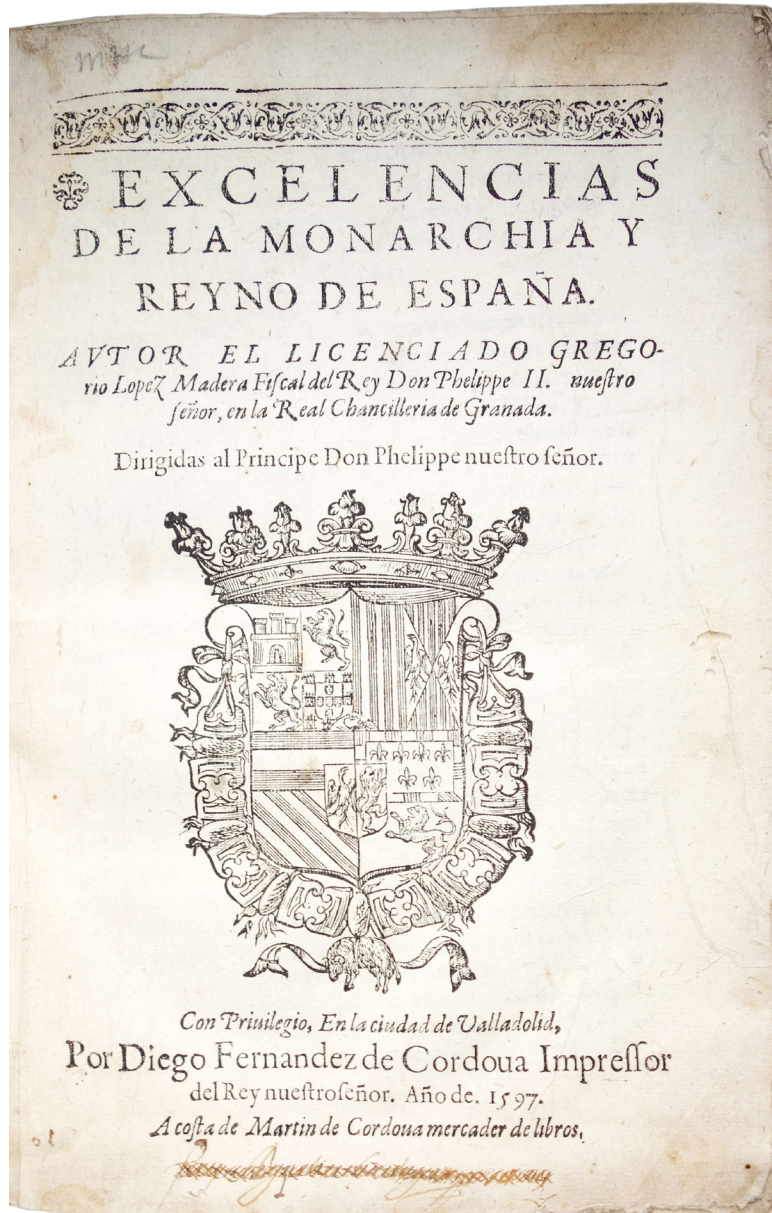 EXCELENCIAS
DE LA MONARCHIA Y
REYNO DE ESPAÑA.
AVTOR EL LICENCIADO GREGO-
rio Lopez Madera Fiſcal del Rey Don Phelippe II. nueſtro
ſeñor, en la Real Chancilleria de Granada.
Dirigidas al Principe Don Phelippe nueſtro ſeñor.
Con Priuilegio, En la ciudad de Valladolid,
Por Diego Fernandez de Cordoua Impreſſor
del Rey nueſtro ſeñor. Año de. 1597.
A coſta de Martin de Cordoua mercader de libros,